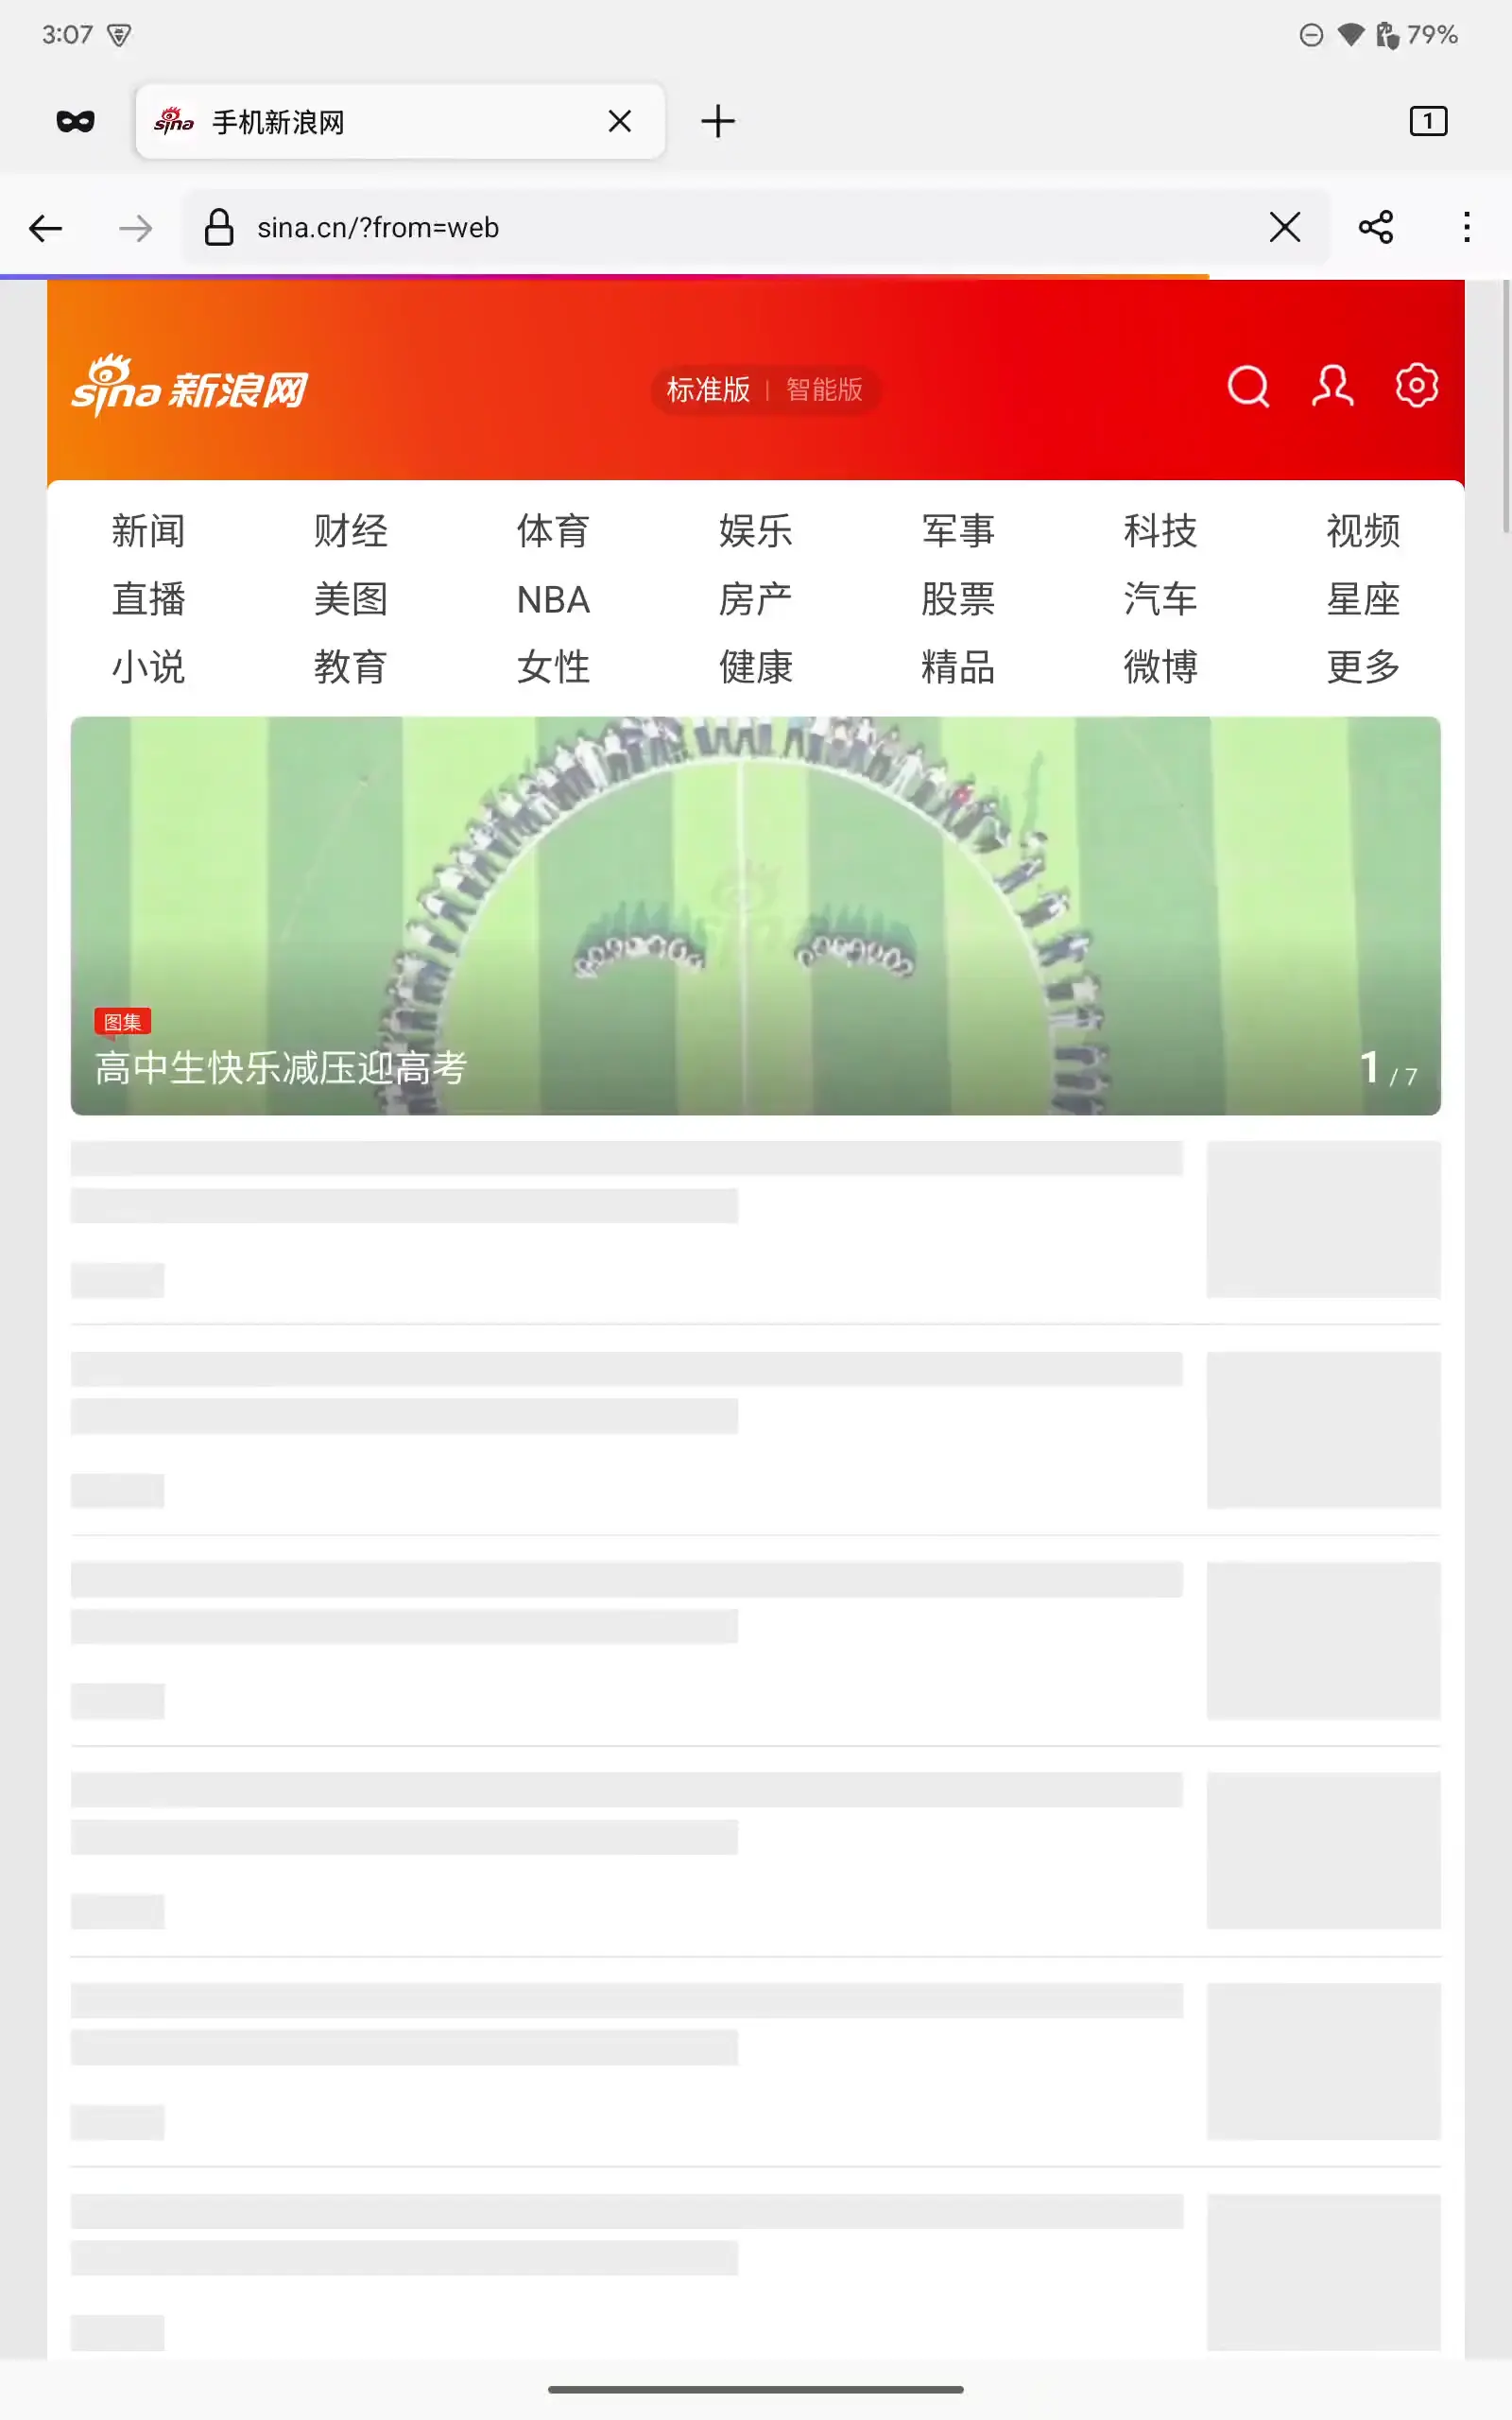 3:07
79%
sina 手机新浪网
1
sina.cn/?from=web
sina 新浪网
标准版 | 智能版
新闻 财经 体育 娱乐 军事 科技 视频
直播 美图 NBA 房产 股票 汽车 星座
小说 教育 女性 健康 精品 微博 更多
图集
高中生快乐减压迎高考
1 / 7